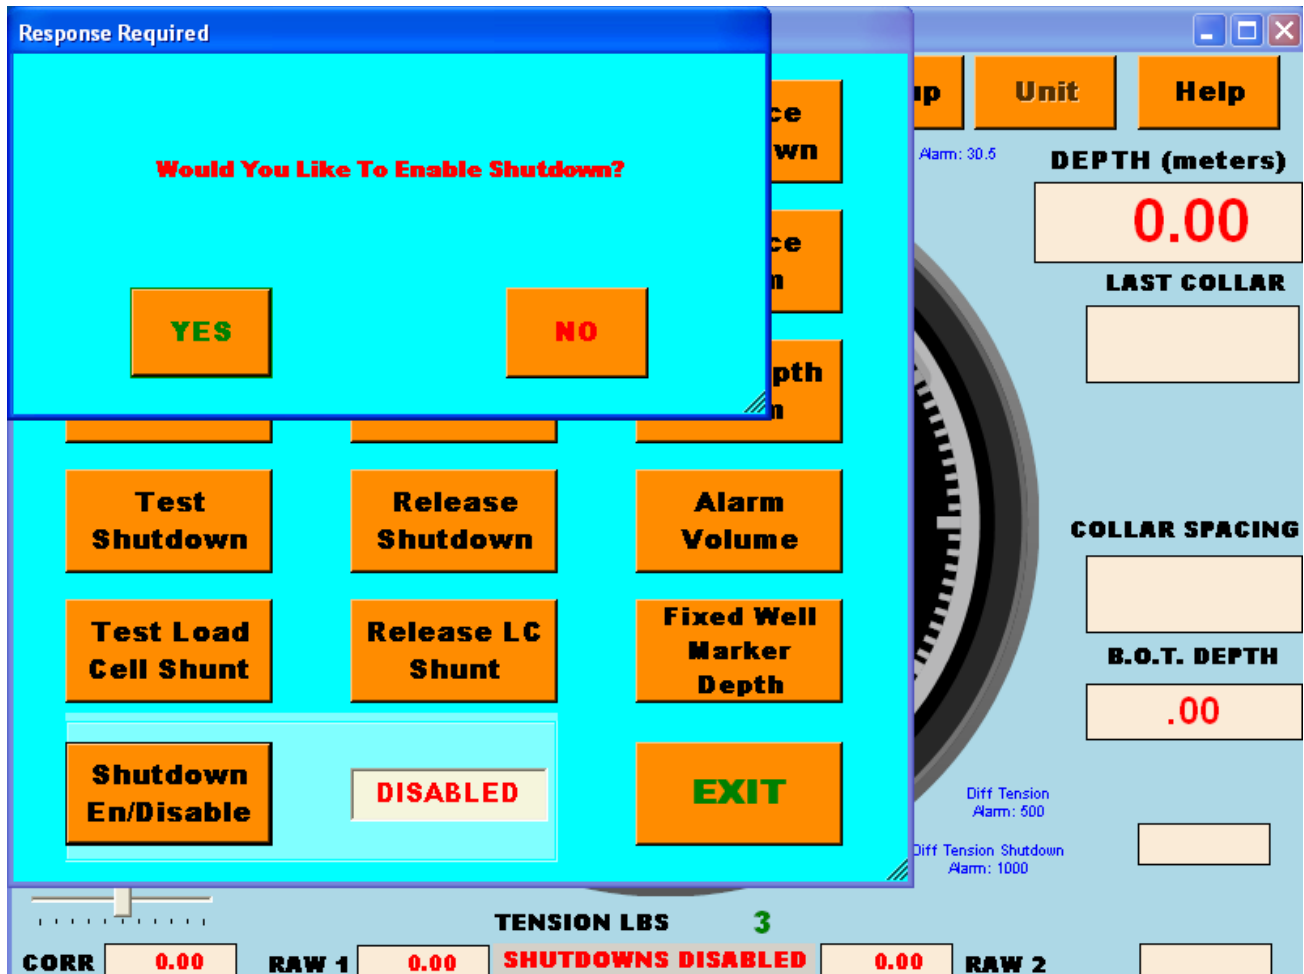 Response Required
Would You Like To Enable Shutdown?
YES
NO
Unit
Help
Alarm: 30.5
DEPTH (meters)
0.00
LAST COLLAR
Test
Shutdown
Release
Shutdown
Alarm
Volume
COLLAR SPACING
Test Load
Cell Shunt
Release LC
Shunt
Fixed Well
Marker
Depth
B.O.T. DEPTH
.00
Shutdown
En/Disable
DISABLED
EXIT
Diff Tension
Alarm: 500
Diff Tension Shutdown
Alarm: 1000
TENSION LBS
3
CORR
0.00
RAW 1
0.00
SHUTDOWNS DISABLED
0.00
RAW 2